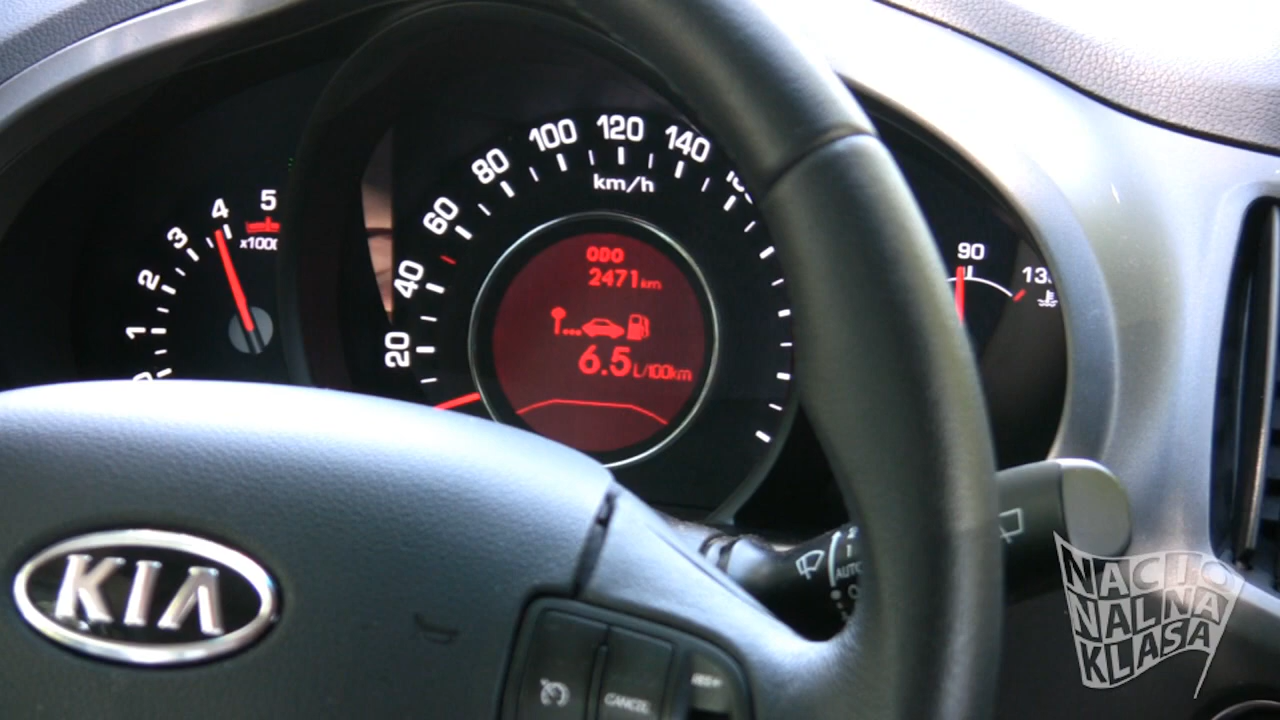 1
2
3
4
5
x1000
20
40
60
80
100
120
140
km/h
ODO
2471 km
6.5 L/100km
90
KIA
CANCEL
AUTO
NACIO
NALNA
KLASA